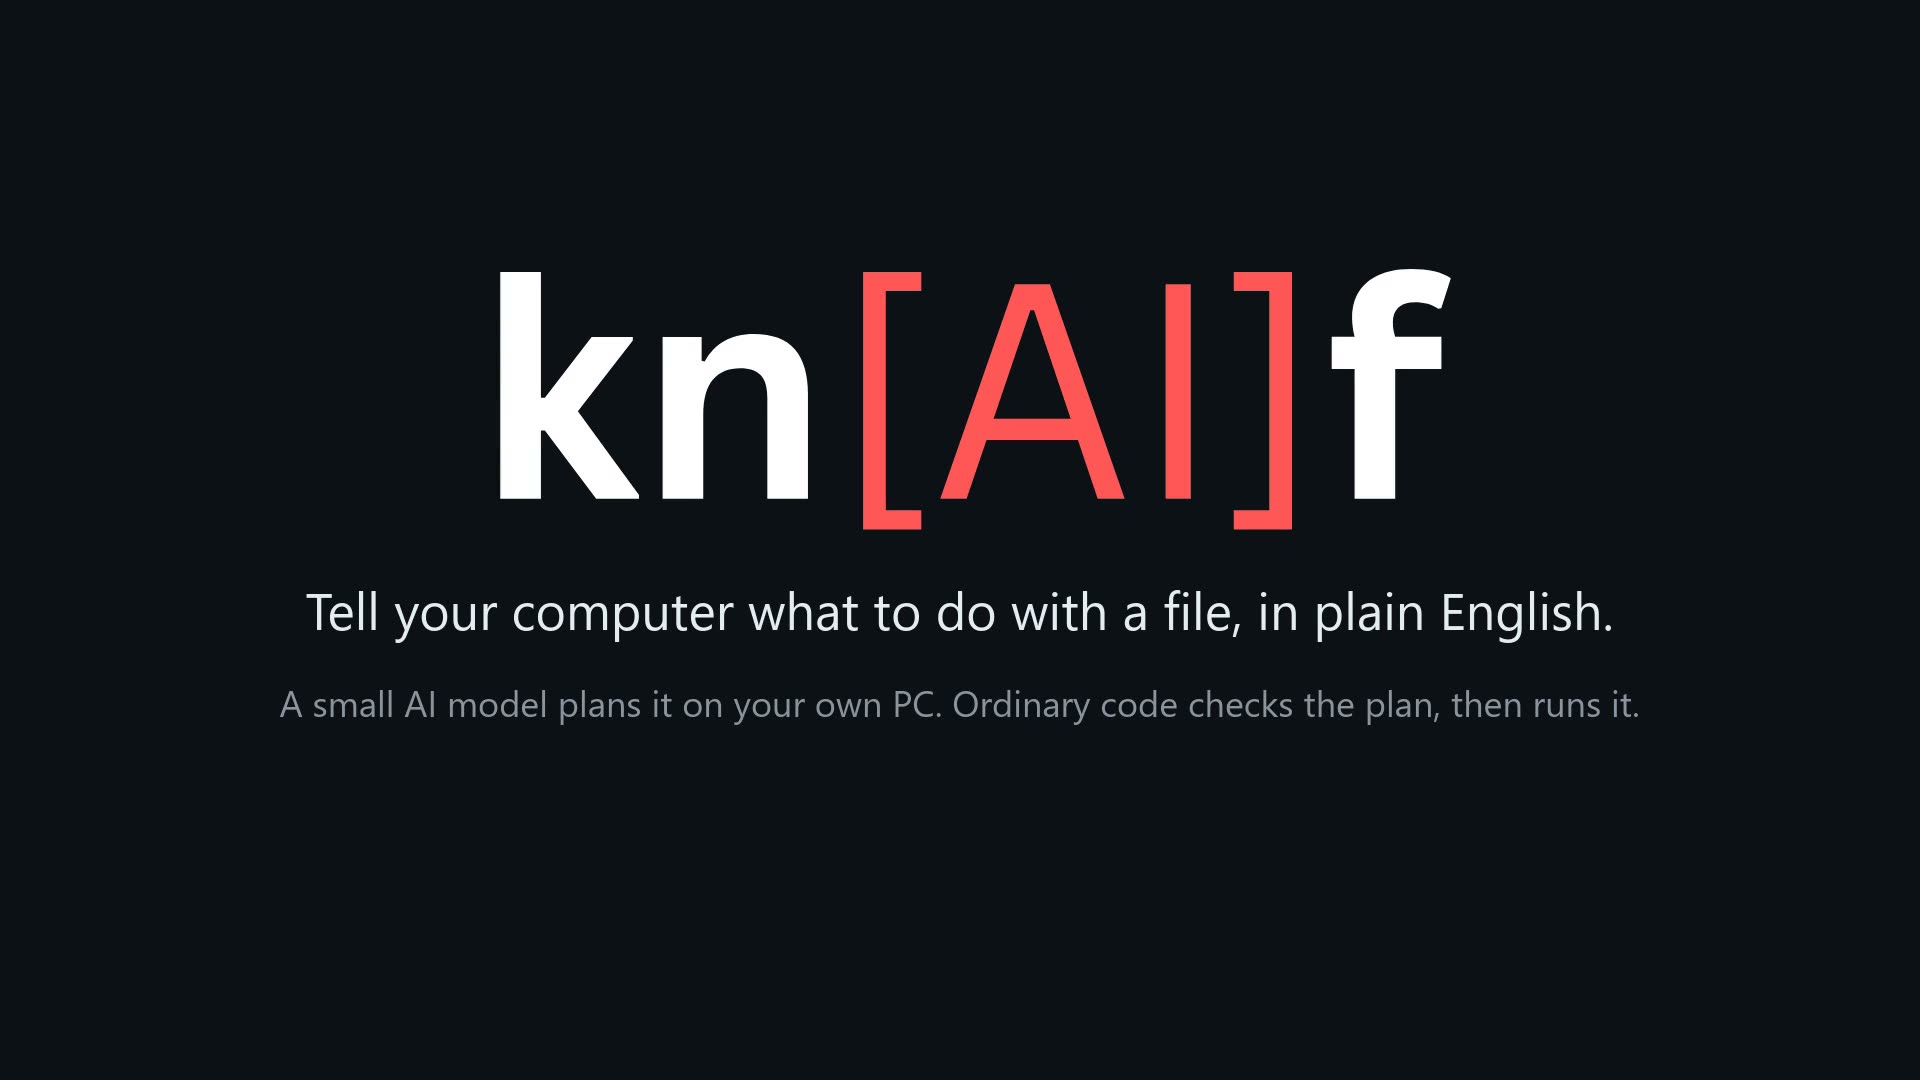 kn[AI]f
Tell your computer what to do with a file, in plain English.
A small AI model plans it on your own PC. Ordinary code checks the plan, then runs it.